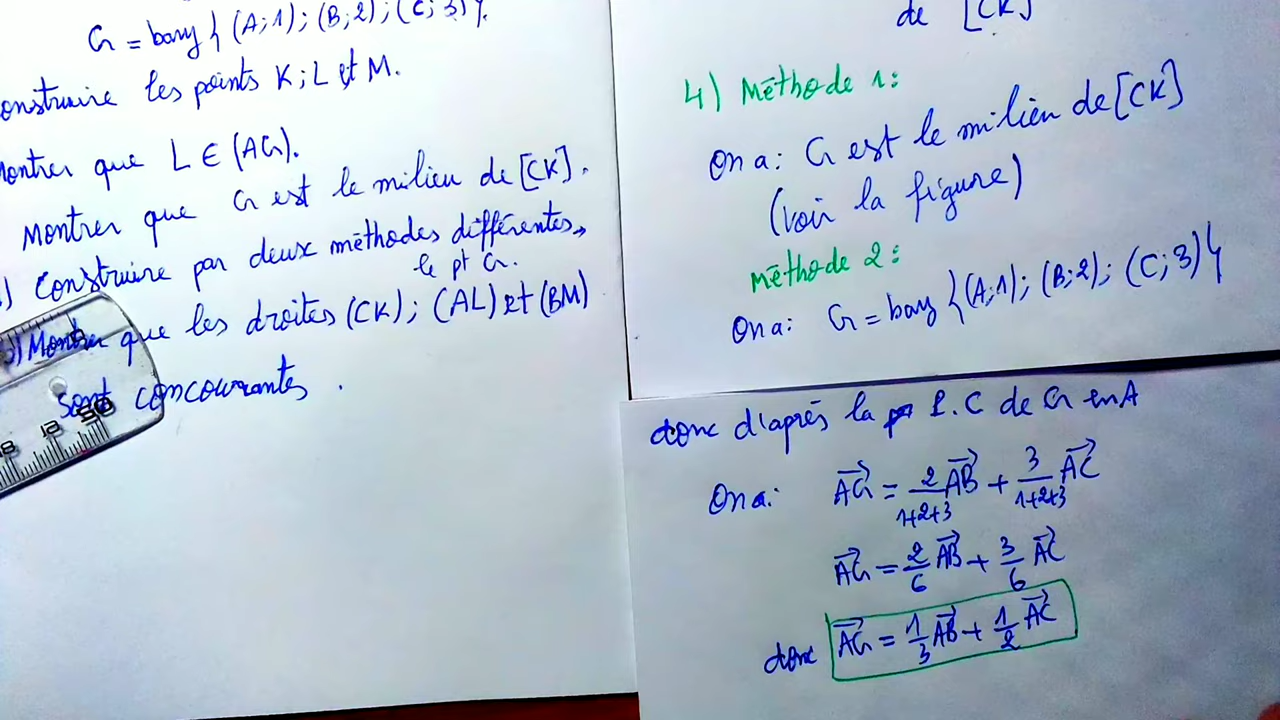 G = bary { (A;1); (B;2); (C;3) }.
onstruire les points K; L et M.
ontrer que L ∈ (AG).
Montrer que G est le milieu de [CK].
) Construire par deux méthodes différentes
le pt G.
) Montrer que les droites (CK); (AL) et (BM)
sont concourantes.
18 19 20
de [CK]
4) Méthode 1:
On a: G est le milieu de [CK]
(voir la figure)
Méthode 2:
On a: G = bary {(A;1); (B;2); (C;3)}
donc d'après la P.C de G en A
On a: AG→ = 2/(1+2+3) AB→ + 3/(1+2+3) AC→
AG→ = 2/6 AB→ + 3/6 AC→
donc AG→ = 1/3 AB→ + 1/2 AC→